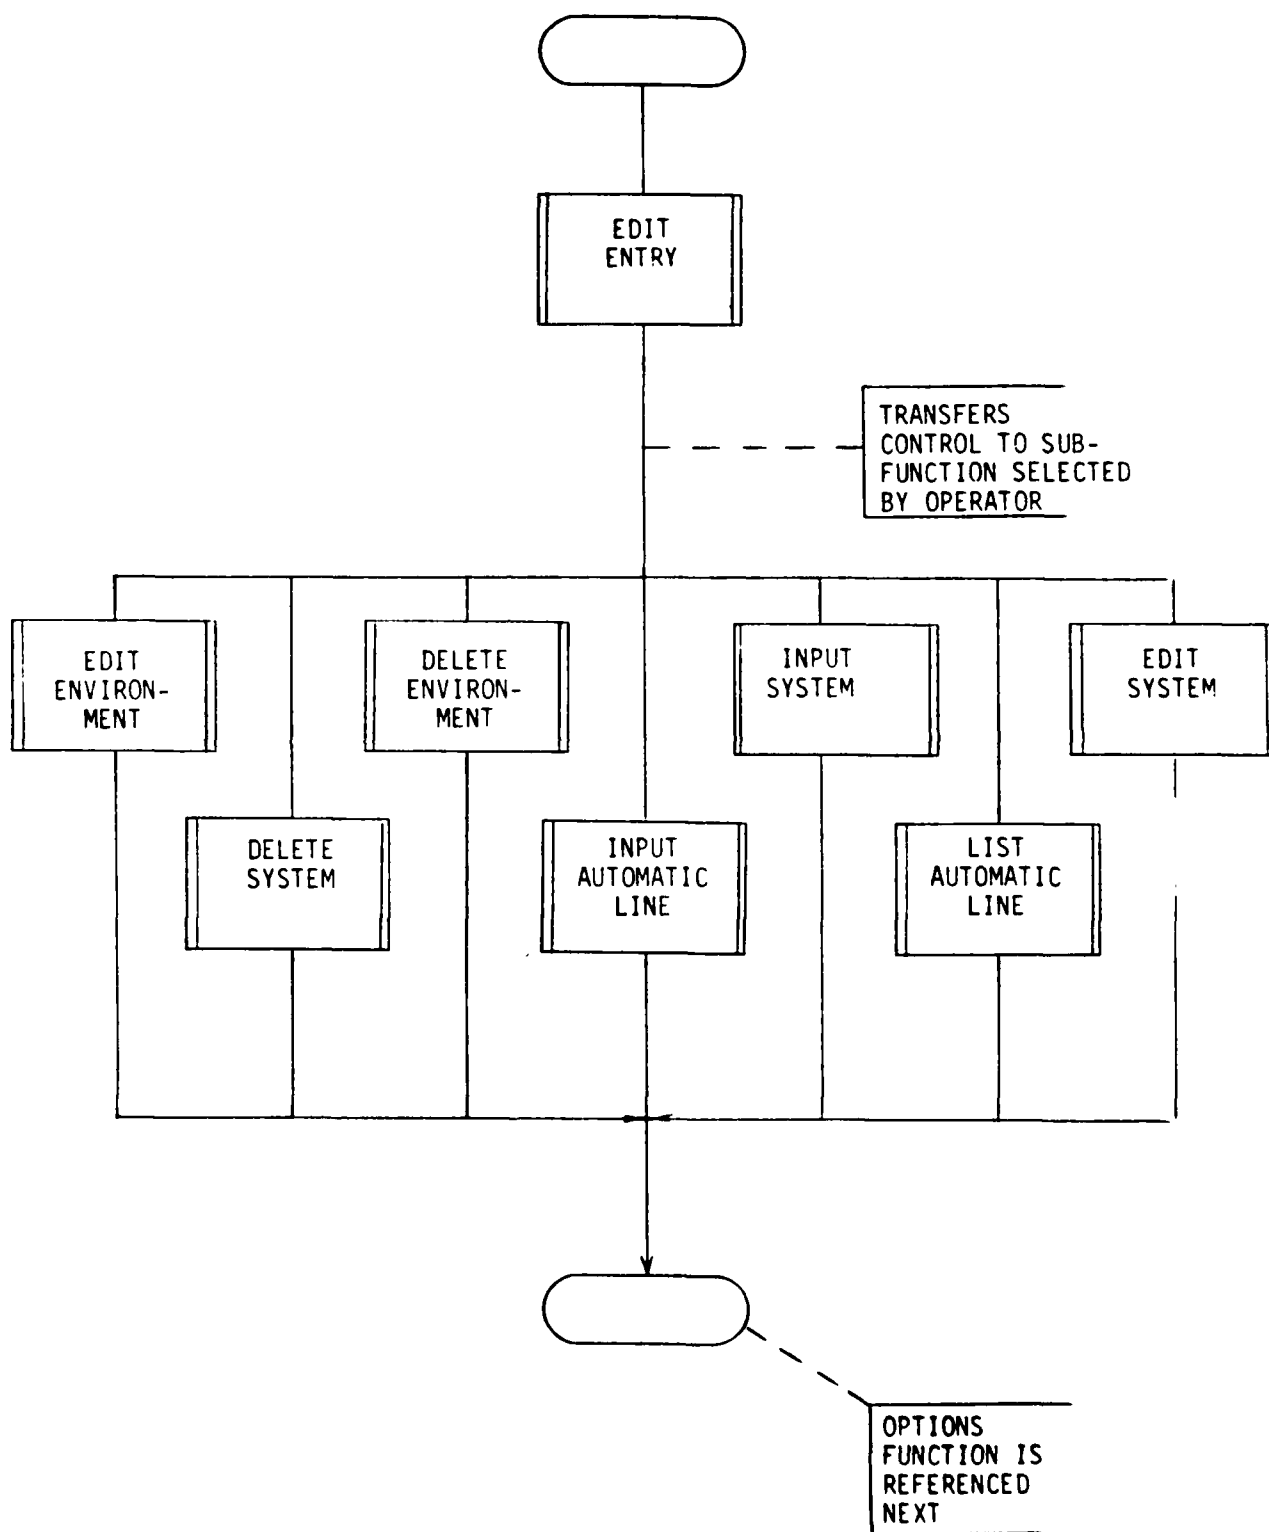 EDIT
ENTRY
TRANSFERS
CONTROL TO SUB-
FUNCTION SELECTED
BY OPERATOR
EDIT
ENVIRON-
MENT
DELETE
ENVIRON-
MENT
INPUT
SYSTEM
EDIT
SYSTEM
DELETE
SYSTEM
INPUT
AUTOMATIC
LINE
LIST
AUTOMATIC
LINE
OPTIONS
FUNCTION IS
REFERENCED
NEXT